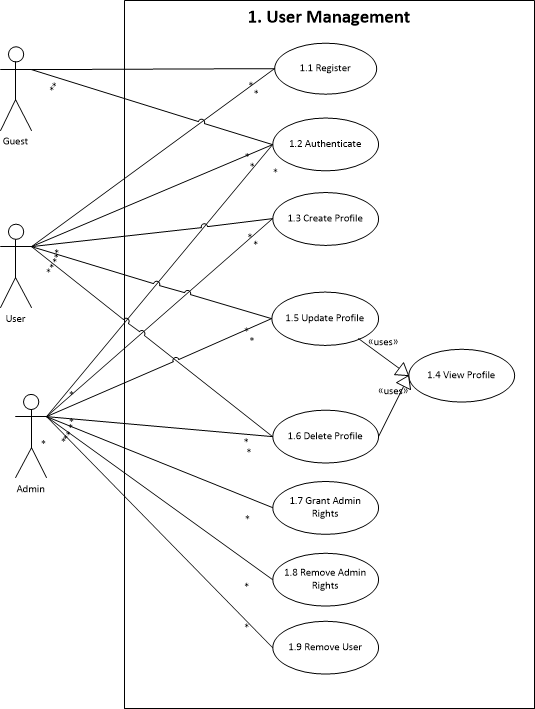 1. User Management
1.1 Register
*
*
*
*
Guest
1.2 Authenticate
*
*
*
1.3 Create Profile
*
*
User
*
*
*
*
*
1.5 Update Profile
*
*
«uses»
1.4 View Profile
«uses»
*
Admin
*
*
*
*
*
1.6 Delete Profile
*
*
1.7 Grant Admin
Rights
*
1.8 Remove Admin
Rights
*
1.9 Remove User
*